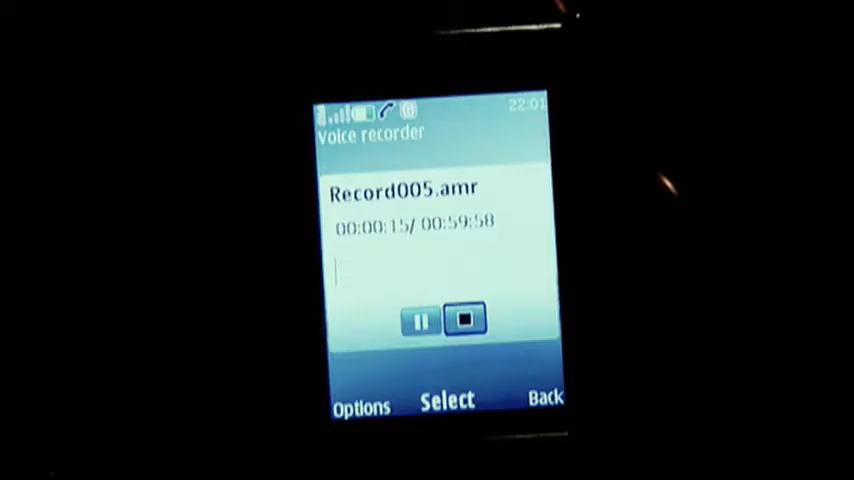 22:01
Voice recorder
Record005.amr
00:00:15/ 00:59:58
Options Select Back